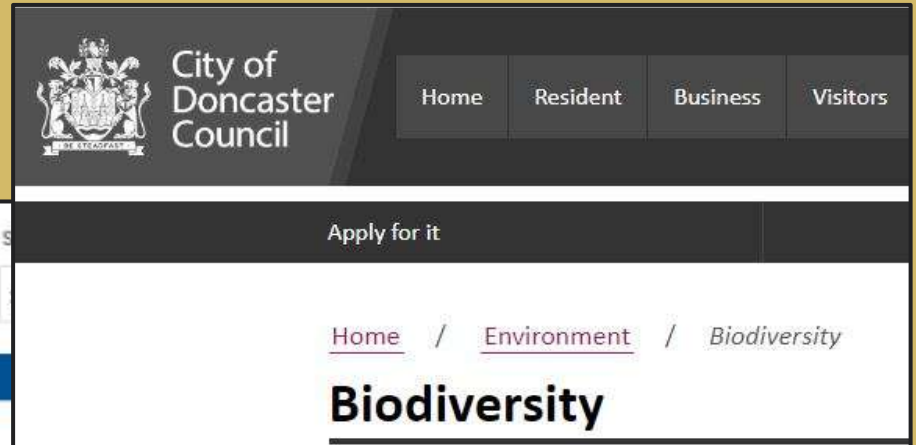 City of
Doncaster
Council
BE STEADFAST
Home Resident Business Visitors
Apply for it
Home / Environment / Biodiversity
Biodiversity